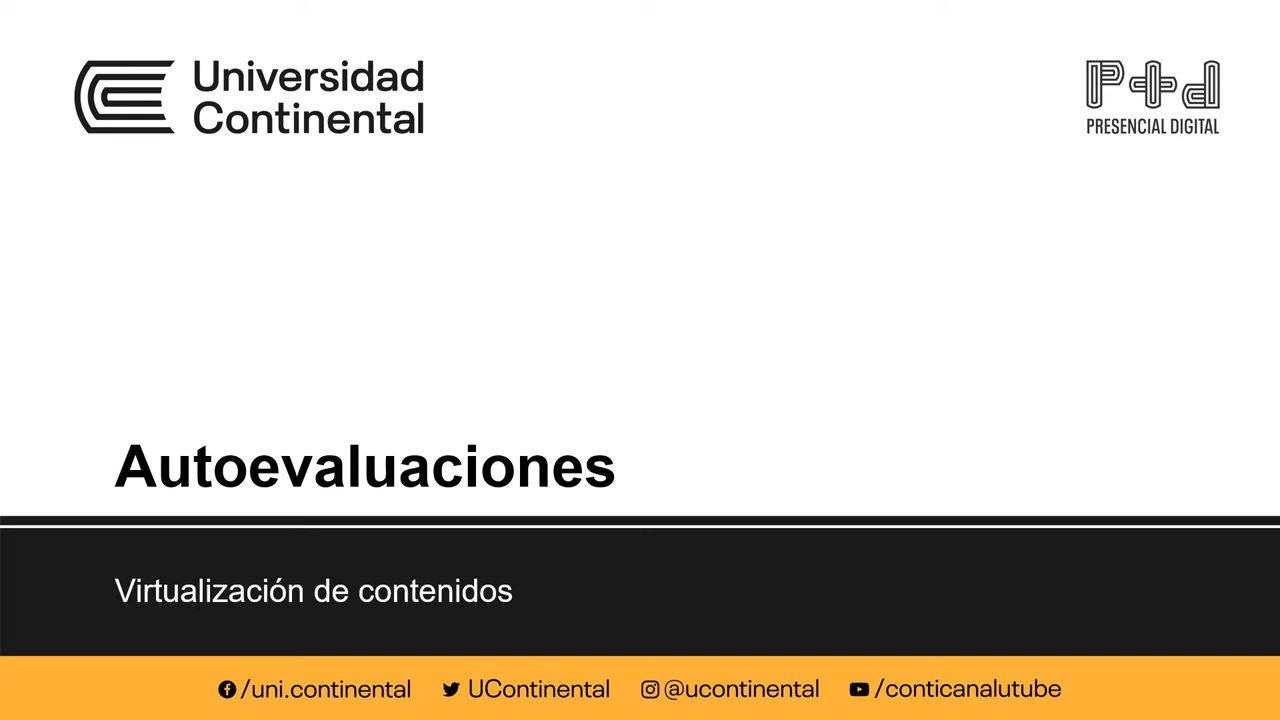 Universidad
Continental
P+d
PRESENCIAL DIGITAL
Autoevaluaciones
Virtualización de contenidos
/uni.continental UContinental @ucontinental /conticanalutube